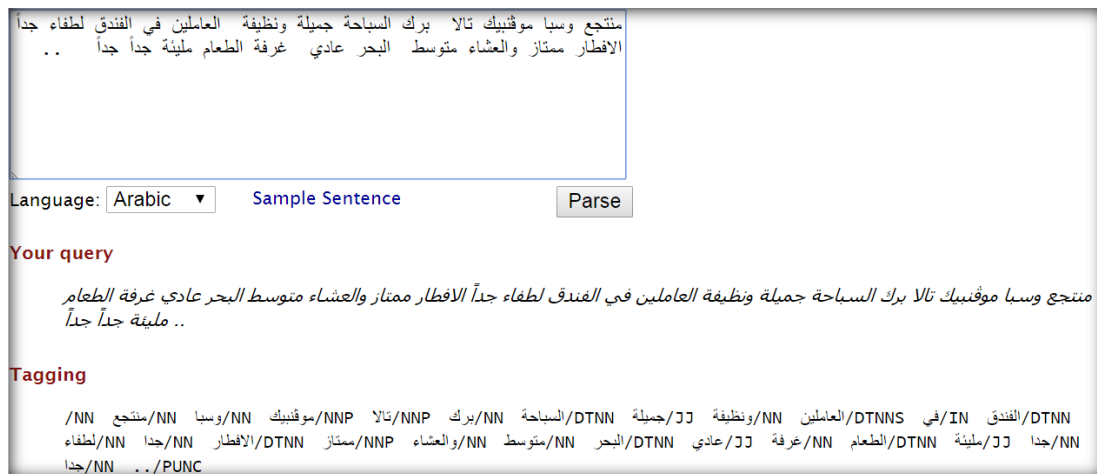 منتجع وسبا موڤنبيك تالا برك السباحة جميلة ونظيفة العاملين في الفندق لطفاء جداً
الافطار ممتاز والعشاء متوسط البحر عادي غرفة الطعام مليئة جداً جداً ..
Language: Arabic ▼ Sample Sentence Parse
Your query
منتجع وسبا موڤنبيك تالا برك السباحة جميلة ونظيفة العاملين في الفندق لطفاء جداً الافطار ممتاز والعشاء متوسط البحر عادي غرفة الطعام
مليئة جداً جداً ..
Tagging
/NN منتجع/NN وسبا/NN موڤنبيك/NNP تالا/NNP برك/NN السباحة/DTNN جميلة/JJ ونظيفة/NN العاملين/DTNNS في/IN الفندق/DTNN
لطفاء/NN جدا/NN الافطار/DTNN ممتاز/NNP والعشاء/NN متوسط/NN البحر/DTNN عادي/JJ غرفة/NN الطعام/DTNN مليئة/JJ جدا/NN
جدا/NN ../PUNC